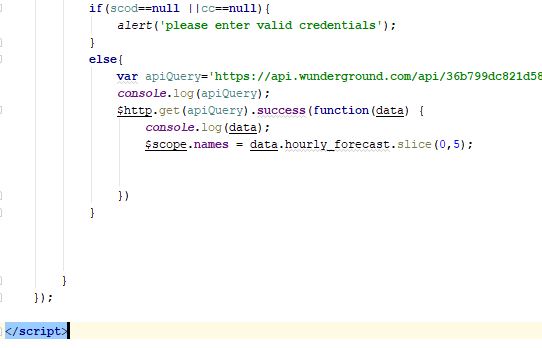 if(scod==null ||cc==null){
alert('please enter valid credentials');
}
else{
var apiQuery='https://api.wunderground.com/api/36b799dc821d58
console.log(apiQuery);
$http.get(apiQuery).success(function(data) {
console.log(data);
$scope.names = data.hourly_forecast.slice(0,5);
})
}
}
});
</script>